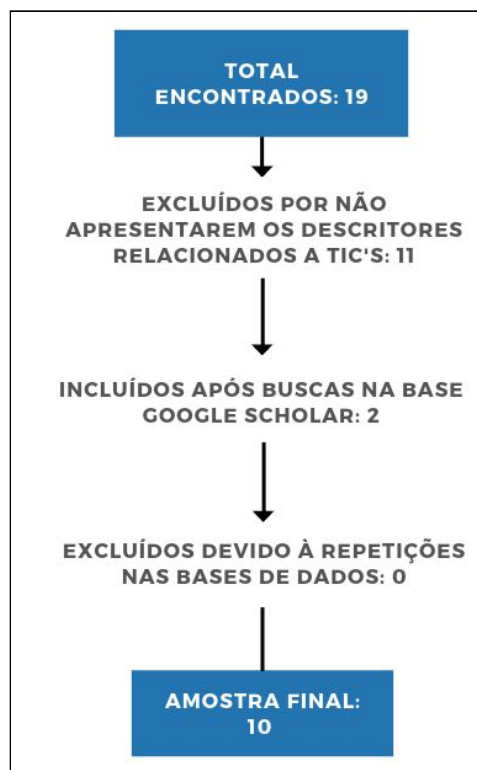 TOTAL
ENCONTRADOS: 19
EXCLUÍDOS POR NÃO
APRESENTAREM OS DESCRITORES
RELACIONADOS A TIC'S: 11
INCLUÍDOS APÓS BUSCAS NA BASE
GOOGLE SCHOLAR: 2
EXCLUÍDOS DEVIDO À REPETIÇÕES
NAS BASES DE DADOS: 0
AMOSTRA FINAL:
10